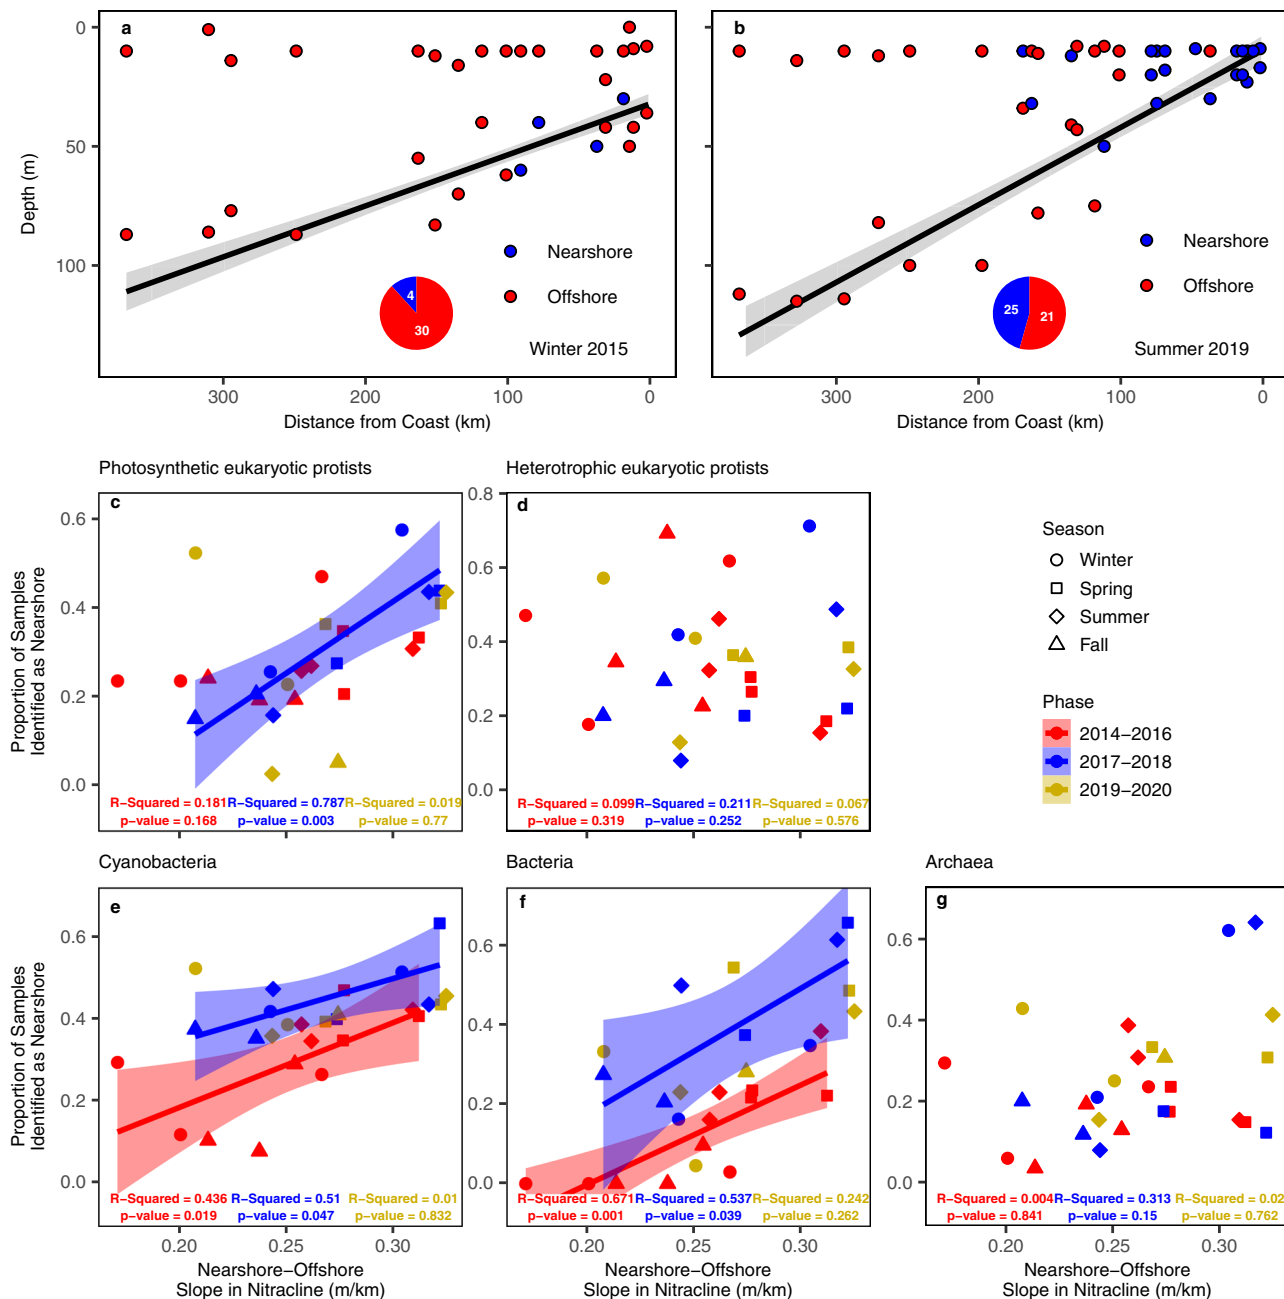 a
b
0
50
100
Depth (m)
Nearshore
Offshore
4
30
Winter 2015
Nearshore
Offshore
25
21
Summer 2019
300
200
100
0
300
200
100
0
Distance from Coast (km)
Distance from Coast (km)
Photosynthetic eukaryotic protists
Heterotrophic eukaryotic protists
c
0.6
0.4
0.2
0.0
Proportion of Samples
Identified as Nearshore
R−Squared = 0.181
p−value = 0.168
R−Squared = 0.787
p−value = 0.003
R−Squared = 0.019
p−value = 0.77
d
0.8
0.6
0.4
0.2
0.0
R−Squared = 0.099
p−value = 0.319
R−Squared = 0.211
p−value = 0.252
R−Squared = 0.067
p−value = 0.576
Season
Winter
Spring
Summer
Fall
Phase
2014−2016
2017−2018
2019−2020
Cyanobacteria
Bacteria
Archaea
e
0.6
0.4
0.2
0.0
Proportion of Samples
Identified as Nearshore
R−Squared = 0.436
p−value = 0.019
R−Squared = 0.51
p−value = 0.047
R−Squared = 0.01
p−value = 0.832
f
0.6
0.4
0.2
0.0
R−Squared = 0.671
p−value = 0.001
R−Squared = 0.537
p−value = 0.039
R−Squared = 0.242
p−value = 0.262
g
0.6
0.4
0.2
0.0
R−Squared = 0.004
p−value = 0.841
R−Squared = 0.313
p−value = 0.15
R−Squared = 0.02
p−value = 0.762
0.20
0.25
0.30
0.20
0.25
0.30
0.20
0.25
0.30
Nearshore−Offshore
Slope in Nitracline (m/km)
Nearshore−Offshore
Slope in Nitracline (m/km)
Nearshore−Offshore
Slope in Nitracline (m/km)